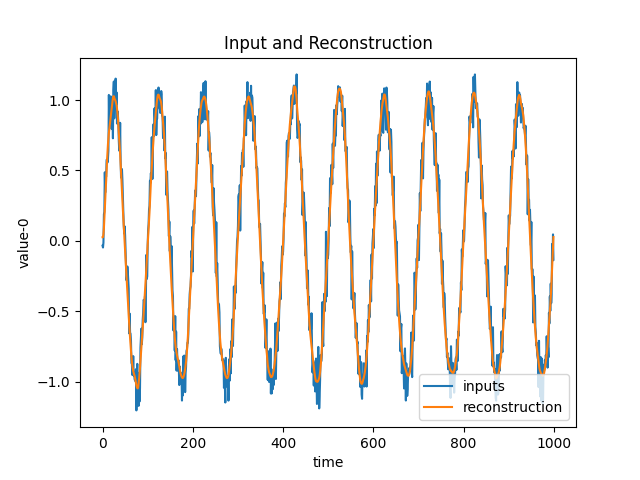 Input and Reconstruction
value-0
1.0
0.5
0.0
−0.5
−1.0
0 200 400 600 800 1000
time
inputs
reconstruction